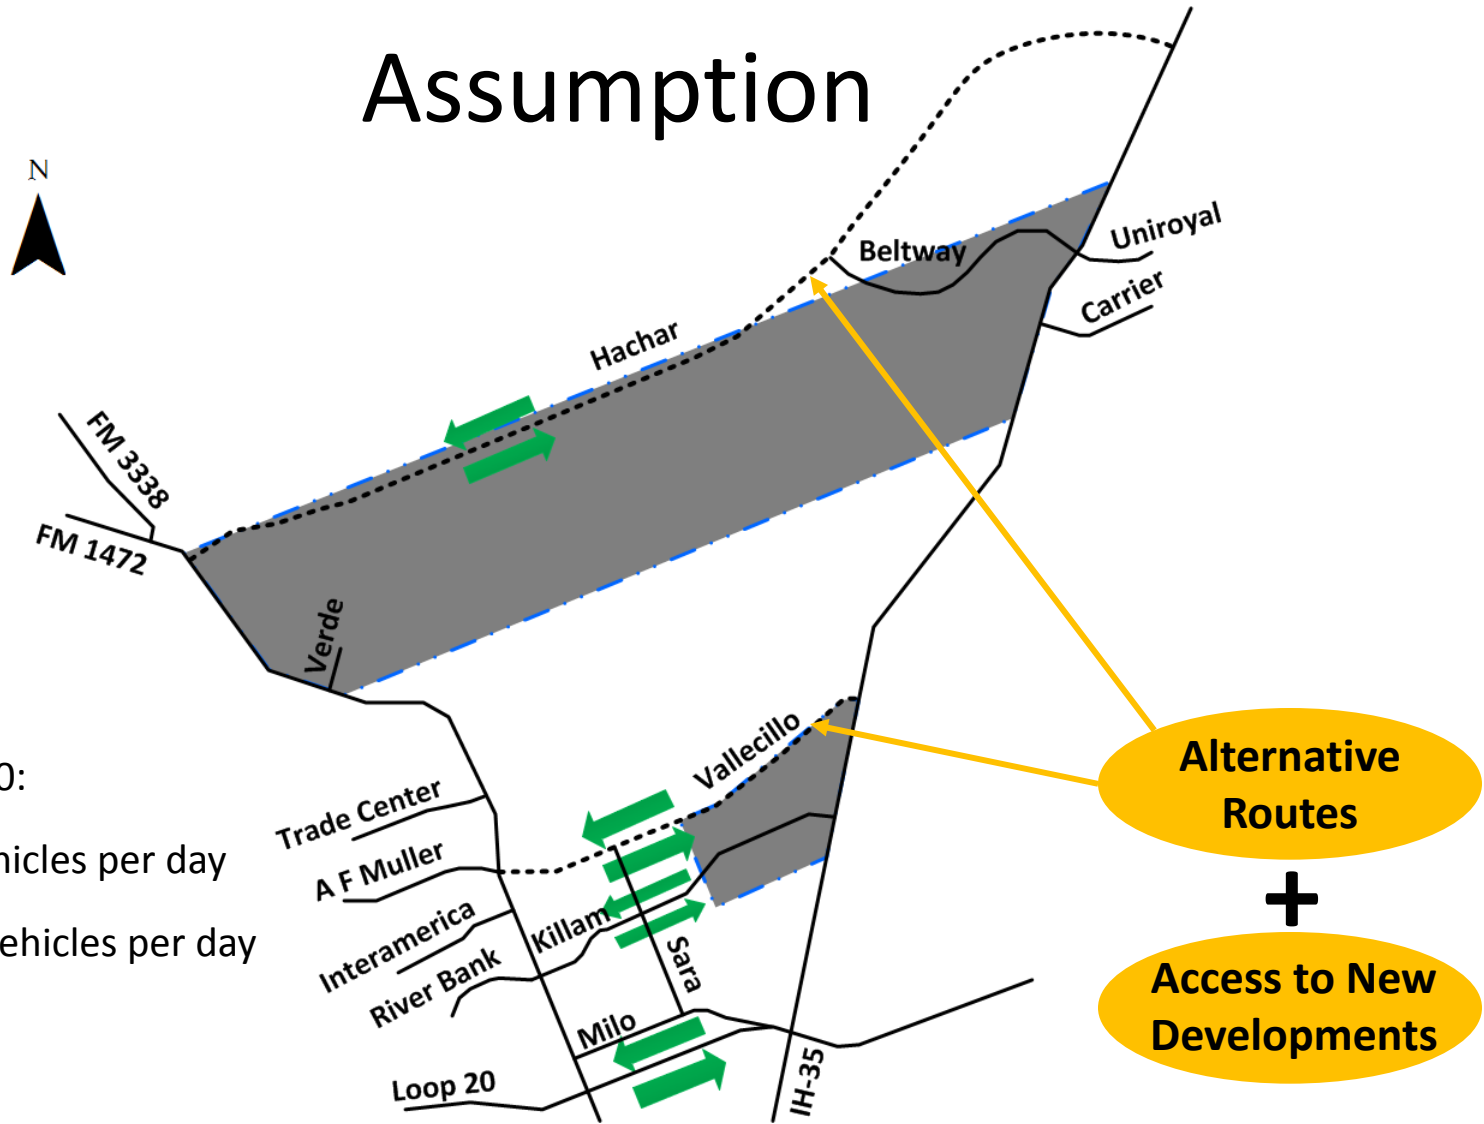 Assumption
N
Uniroyal
Beltway
Carrier
Hachar
FM 3338
FM 1472
Verde
Vallecillo
Alternative
Routes
0:
Trade Center
hicles per day
A F Muller
+
Killam
Interamerica
ehicles per day
River Bank
Sara
Access to New
Developments
Milo
Loop 20
IH-35